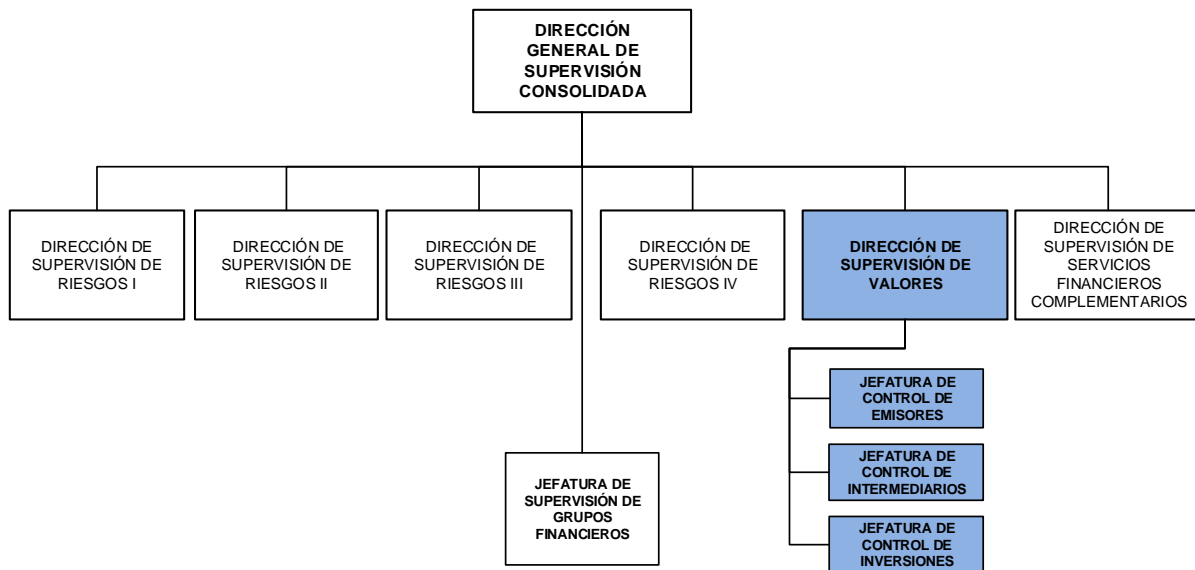 DIRECCIÓN
GENERAL DE
SUPERVISIÓN
CONSOLIDADA
DIRECCIÓN DE
SUPERVISIÓN DE
RIESGOS I
DIRECCIÓN DE
SUPERVISIÓN DE
RIESGOS II
DIRECCIÓN DE
SUPERVISIÓN DE
RIESGOS III
DIRECCIÓN DE
SUPERVISIÓN DE
RIESGOS IV
DIRECCIÓN DE
SUPERVISIÓN DE
VALORES
DIRECCIÓN DE
SUPERVISIÓN DE
SERVICIOS
FINANCIEROS
COMPLEMENTARIOS
JEFATURA DE
CONTROL DE
EMISORES
JEFATURA DE
CONTROL DE
INTERMEDIARIOS
JEFATURA DE
CONTROL DE
INVERSIONES
JEFATURA DE
SUPERVISIÓN DE
GRUPOS
FINANCIEROS